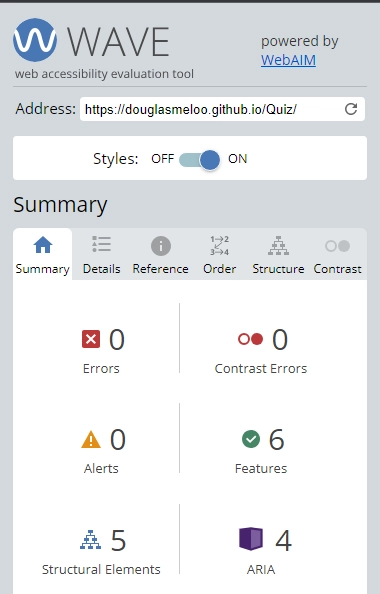 WAVE
powered by
WebAIM
web accessibility evaluation tool
Address: https://douglasmeloo.github.io/Quiz/
Styles: OFF ON
Summary
Summary Details Reference Order Structure Contrast
0 0
Errors Contrast Errors
0 6
Alerts Features
5 4
Structural Elements ARIA